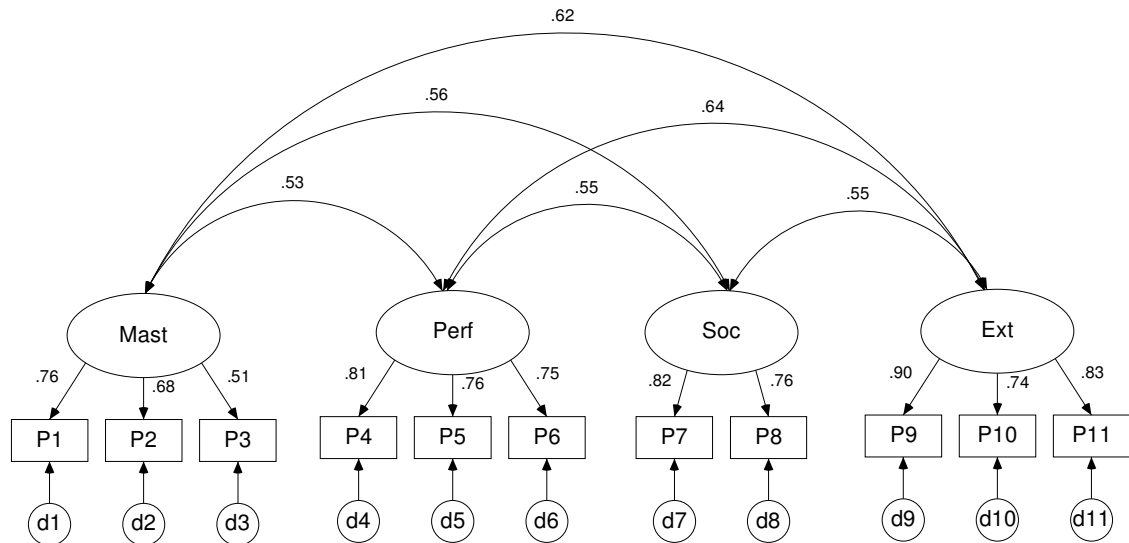 .62
.56
.64
.53
.55
.55
Mast
Perf
Soc
Ext
.76
.68
.51
.81
.76
.75
.82
.76
.90
.74
.83
P1
P2
P3
P4
P5
P6
P7
P8
P9
P10
P11
d1
d2
d3
d4
d5
d6
d7
d8
d9
d10
d11